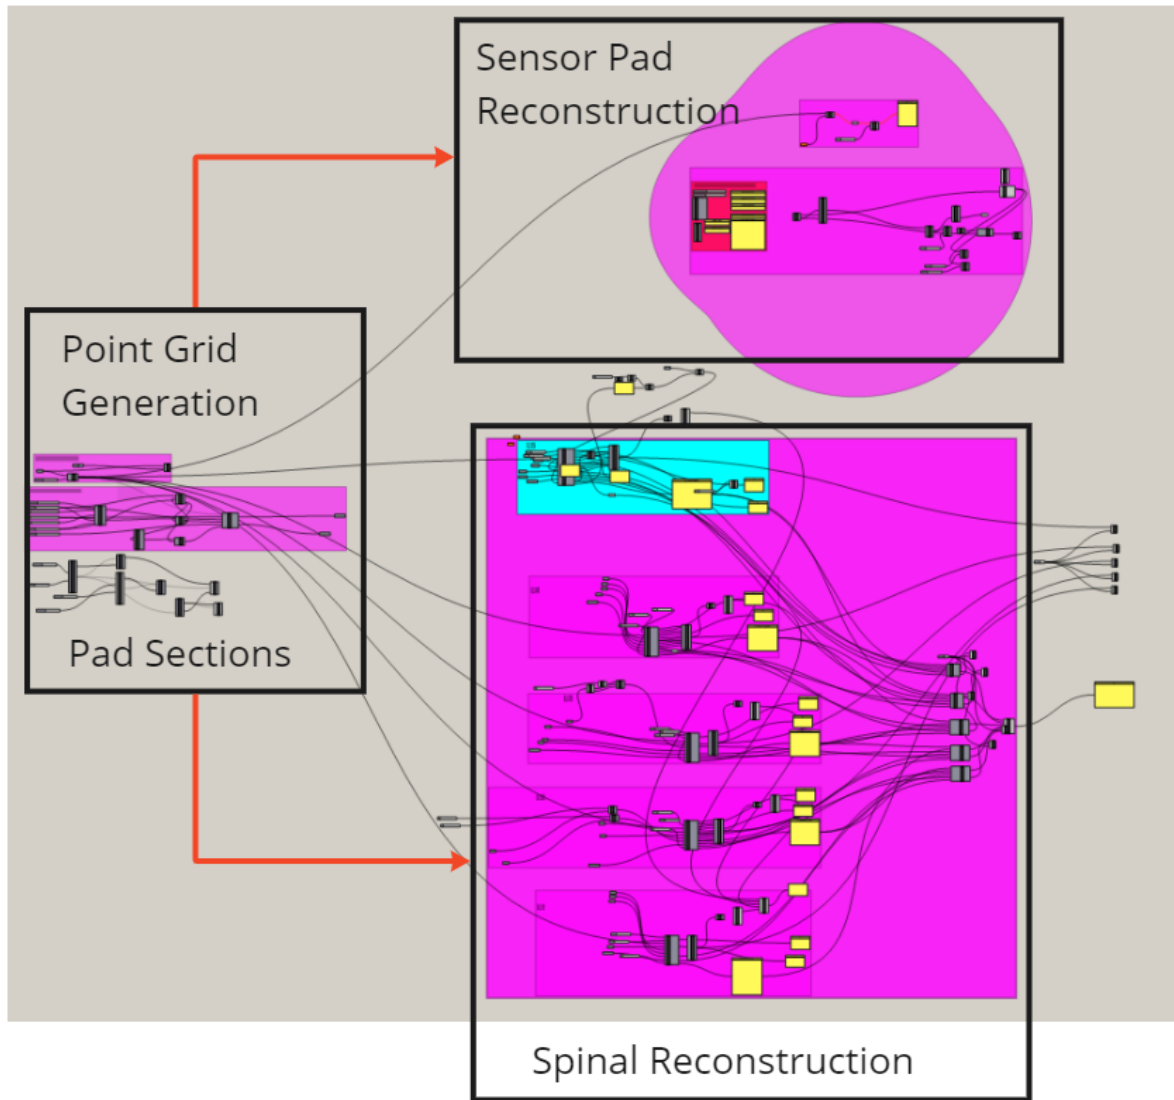 Sensor Pad
Reconstruction
Point Grid
Generation
Pad Sections
Spinal Reconstruction